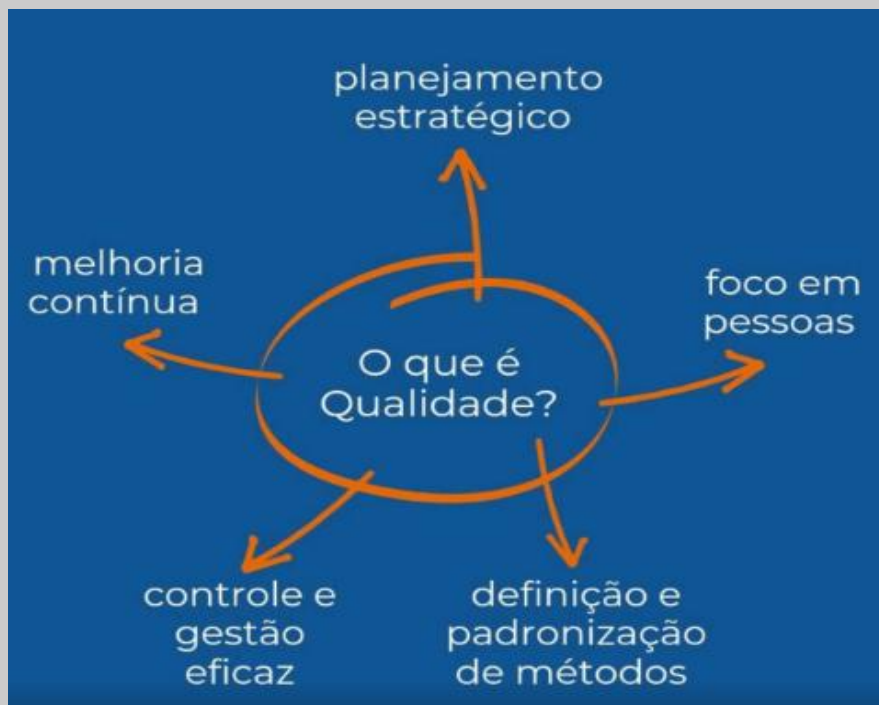 planejamento
estratégico
melhoria
contínua
foco em
pessoas
O que é
Qualidade?
controle e
gestão
eficaz
definição e
padronização
de métodos